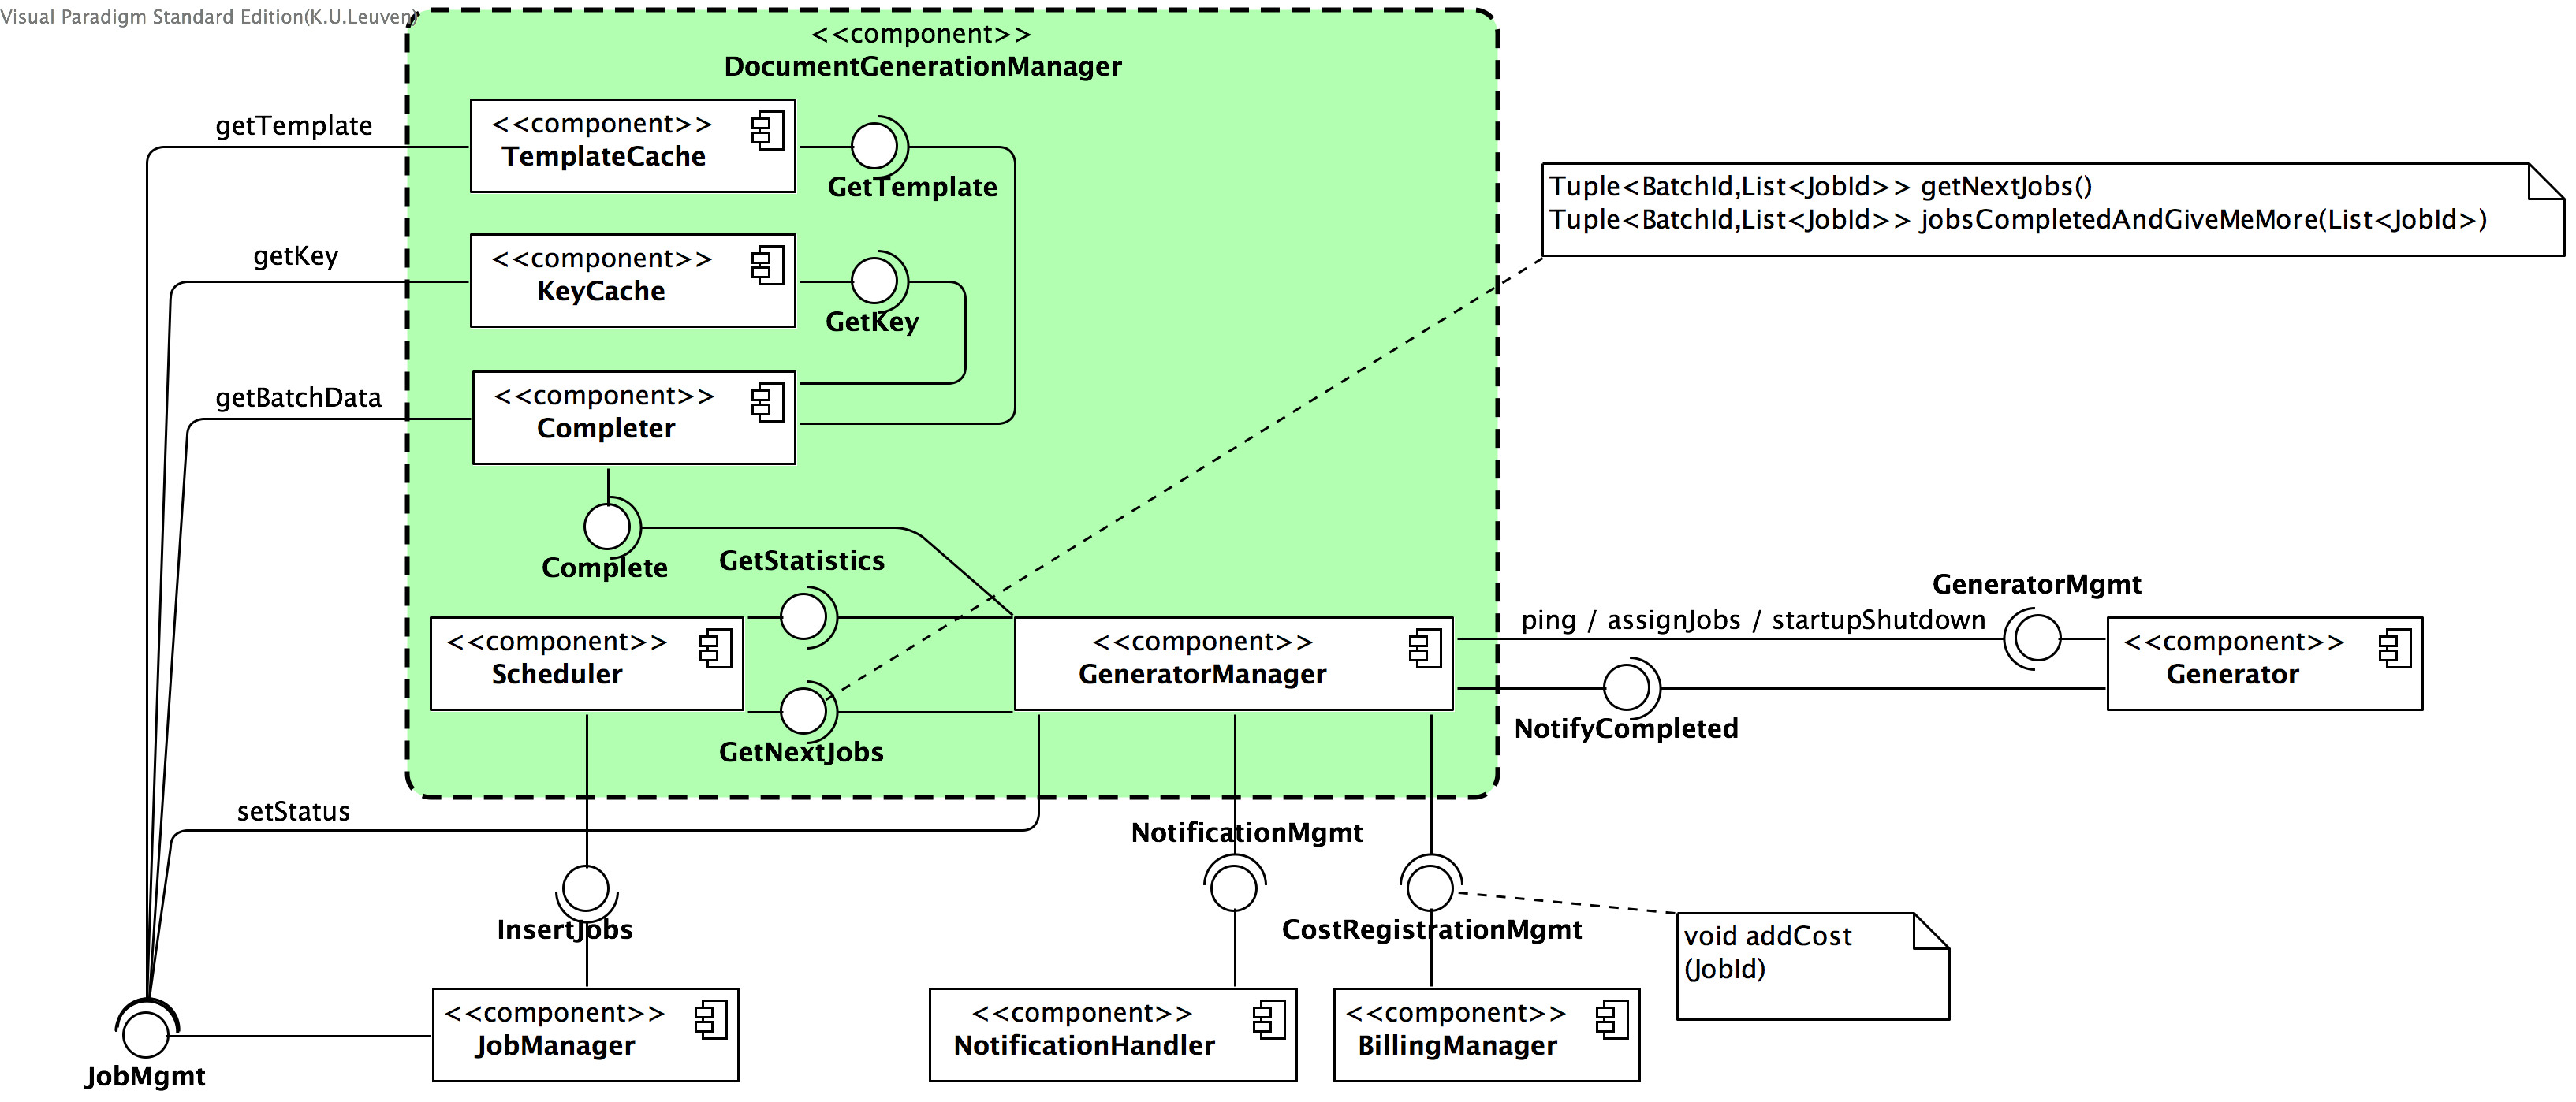 Visual Paradigm Standard Edition(K.U.Leuven)
<<component>>
DocumentGenerationManager
getTemplate
<<component>>
TemplateCache
GetTemplate
Tuple<BatchId,List<JobId>> getNextJobs()
Tuple<BatchId,List<JobId>> jobsCompletedAndGiveMeMore(List<JobId>)
getKey
<<component>>
KeyCache
GetKey
getBatchData
<<component>>
Completer
Complete
GetStatistics
GeneratorMgmt
ping / assignJobs / startupShutdown
<<component>>
Scheduler
<<component>>
GeneratorManager
<<component>>
Generator
GetNextJobs
NotifyCompleted
setStatus
NotificationMgmt
InsertJobs
CostRegistrationMgmt
void addCost
(JobId)
<<component>>
JobManager
<<component>>
NotificationHandler
<<component>>
BillingManager
JobMgmt